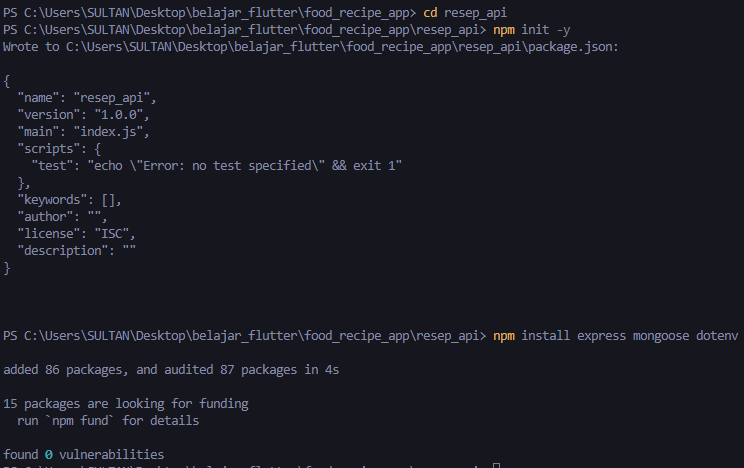 PS C:\Users\SULTAN\Desktop\belajar_flutter\food_recipe_app> cd resep_api
PS C:\Users\SULTAN\Desktop\belajar_flutter\food_recipe_app\resep_api> npm init -y
Wrote to C:\Users\SULTAN\Desktop\belajar_flutter\food_recipe_app\resep_api\package.json:
{
  "name": "resep_api",
  "version": "1.0.0",
  "main": "index.js",
  "scripts": {
    "test": "echo \"Error: no test specified\" && exit 1"
  },
  "keywords": [],
  "author": "",
  "license": "ISC",
  "description": ""
}
PS C:\Users\SULTAN\Desktop\belajar_flutter\food_recipe_app\resep_api> npm install express mongoose dotenv
added 86 packages, and audited 87 packages in 4s
15 packages are looking for funding
  run `npm fund` for details
found 0 vulnerabilities